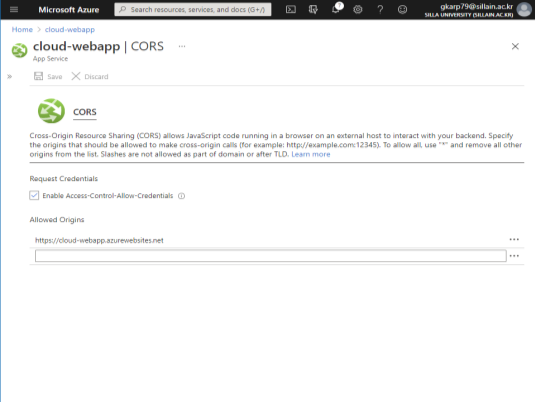 Microsoft Azure
Search resources, services, and docs (G+/)
gkarp79@sillain.ac.kr
SILLA UNIVERSITY (SILLAIN.AC.KR)
Home > cloud-webapp
cloud-webapp | CORS
App Service
Save
Discard
CORS
Cross-Origin Resource Sharing (CORS) allows JavaScript code running in a browser on an external host to interact with your backend. Specify
the origins that should be allowed to make cross-origin calls (for example: http://example.com:12345). To allow all, use "*" and remove all other
origins from the list. Slashes are not allowed as part of domain or after TLD. Learn more
Request Credentials
Enable Access-Control-Allow-Credentials
Allowed Origins
https://cloud-webapp.azurewebsites.net